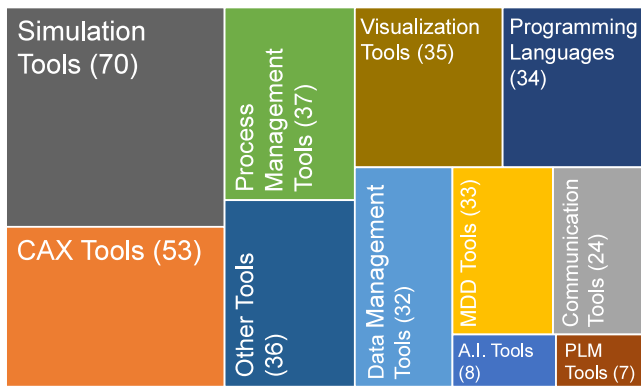 Simulation
Tools (70)
CAX Tools (53)
Process
Management
Tools (37)
Other Tools
(36)
Visualization
Tools (35)
Programming
Languages
(34)
Data Management
Tools (32)
MDD Tools (33)
Communication
Tools (24)
A.I. Tools
(8)
PLM
Tools (7)